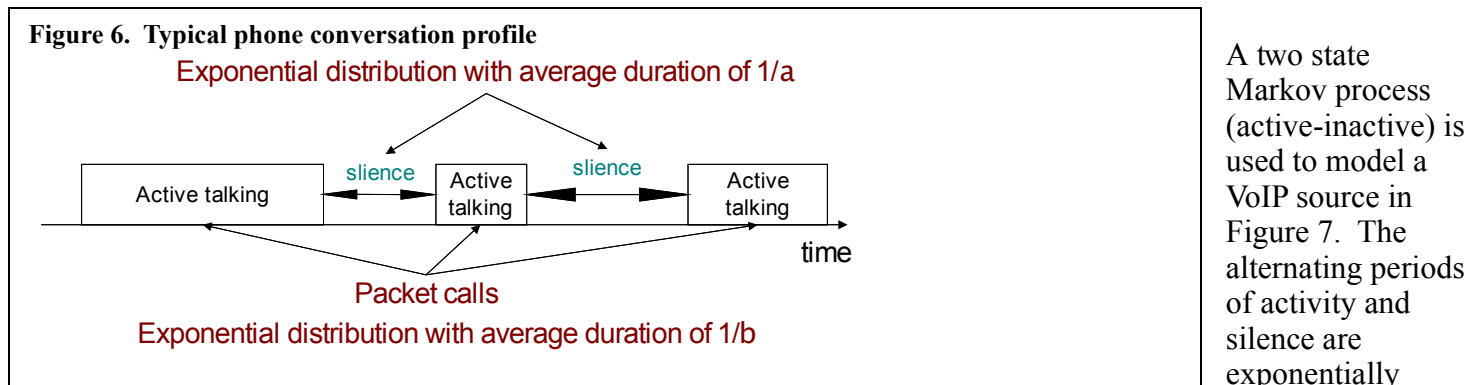 Figure 6.  Typical phone conversation profile
Exponential distribution with average duration of 1/a
slience
slience
Active talking
Active
talking
Active
talking
time
Packet calls
Exponential distribution with average duration of 1/b
A two state
Markov process
(active-inactive) is
used to model a
VoIP source in
Figure 7.  The
alternating periods
of activity and
silence are
exponentially